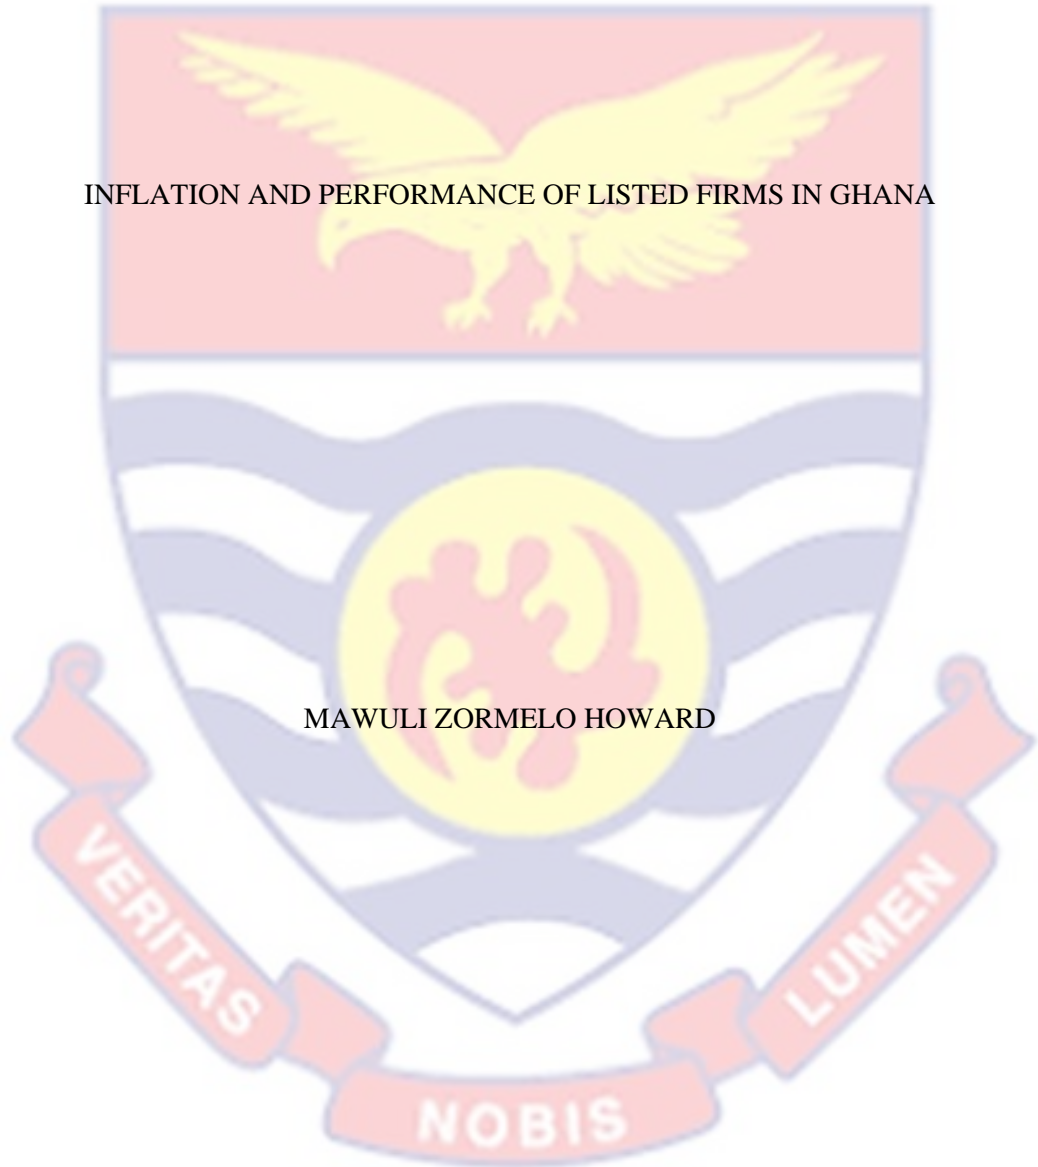 INFLATION AND PERFORMANCE OF LISTED FIRMS IN GHANA
MAWULI ZORMELO HOWARD
VERITAS
NOBIS
LUMEN